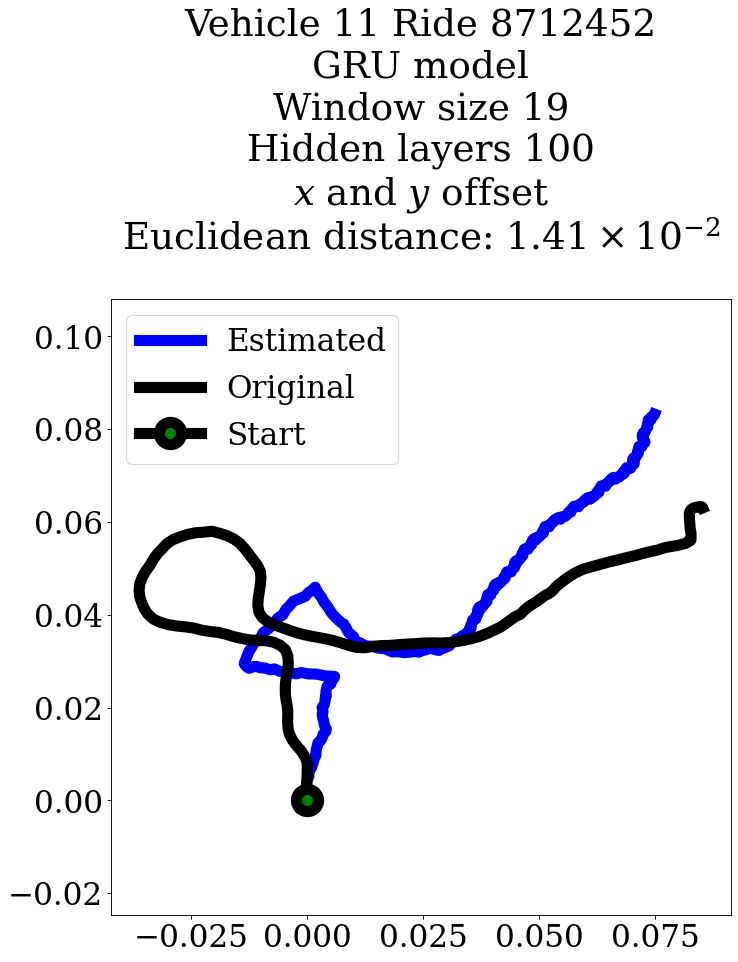 Vehicle 11 Ride 8712452
GRU model
Window size 19
Hidden layers 100
x and y offset
Euclidean distance: 1.41 × 10⁻²
Estimated
Original
Start
0.10
0.08
0.06
0.04
0.02
0.00
−0.02
−0.025 0.000 0.025 0.050 0.075